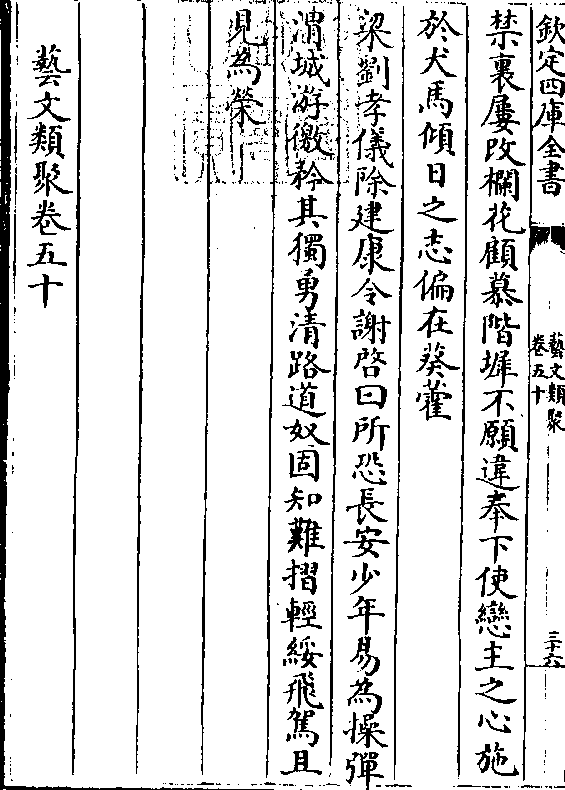 欽定四庫全書
藝文類聚
卷五十
三十六
禁裏屢改欄花顧慕階墀不願違奉下使戀主之心施
於犬馬傾日之志偏在葵藿
梁劉孝儀除建康令謝啓曰所恐長安少年易為操彈
渭城游徼矜其獨勇清路道奴固知難摺輕綏飛駕且
見為榮
藝文類聚卷五十